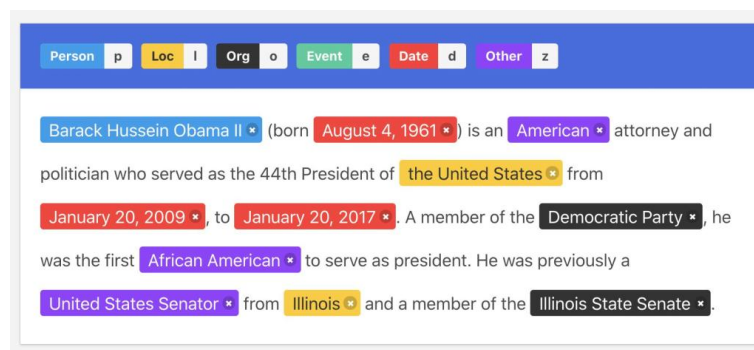 Person p Loc l Org o Event e Date d Other z
Barack Hussein Obama II (born August 4, 1961) is an American attorney and
politician who served as the 44th President of the United States from
January 20, 2009, to January 20, 2017. A member of the Democratic Party, he
was the first African American to serve as president. He was previously a
United States Senator from Illinois and a member of the Illinois State Senate.